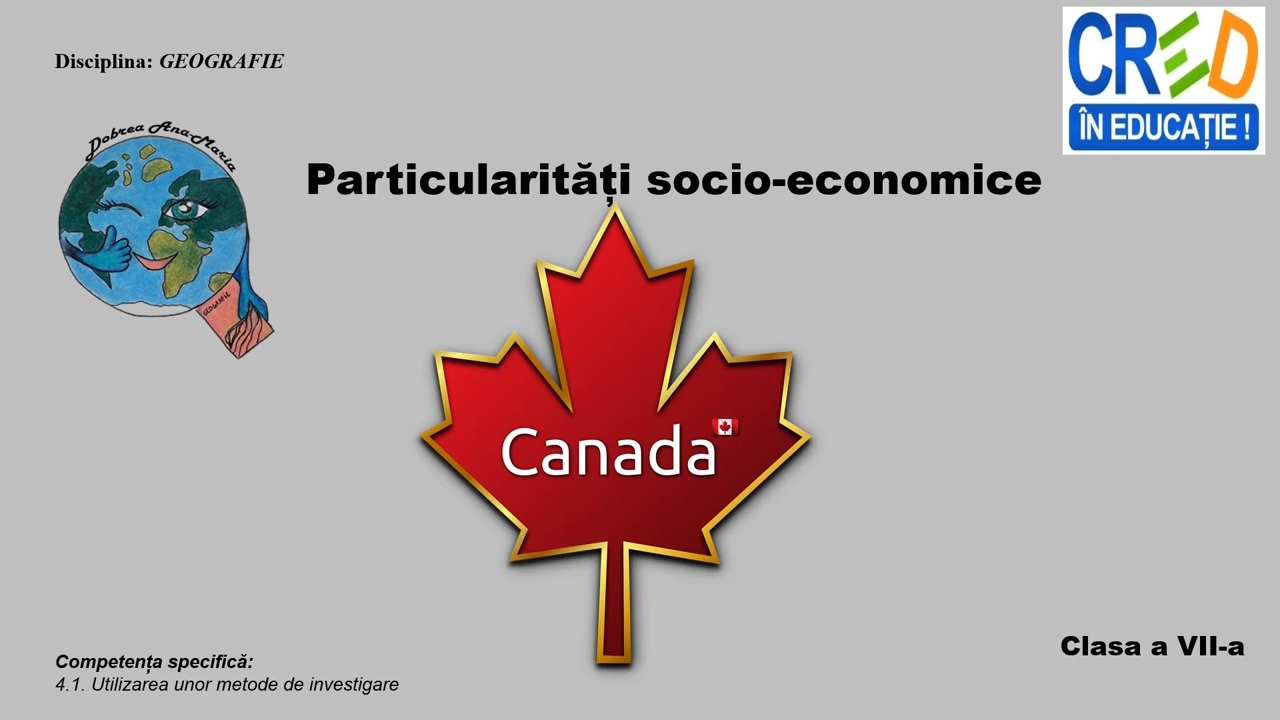 Disciplina: GEOGRAFIE
CRED
ÎN EDUCAȚIE !
Dobrea Ana-Maria
Particularități socio-economice
GEOGRAFIE
Canada
Clasa a VII-a
Competența specifică:
4.1. Utilizarea unor metode de investigare